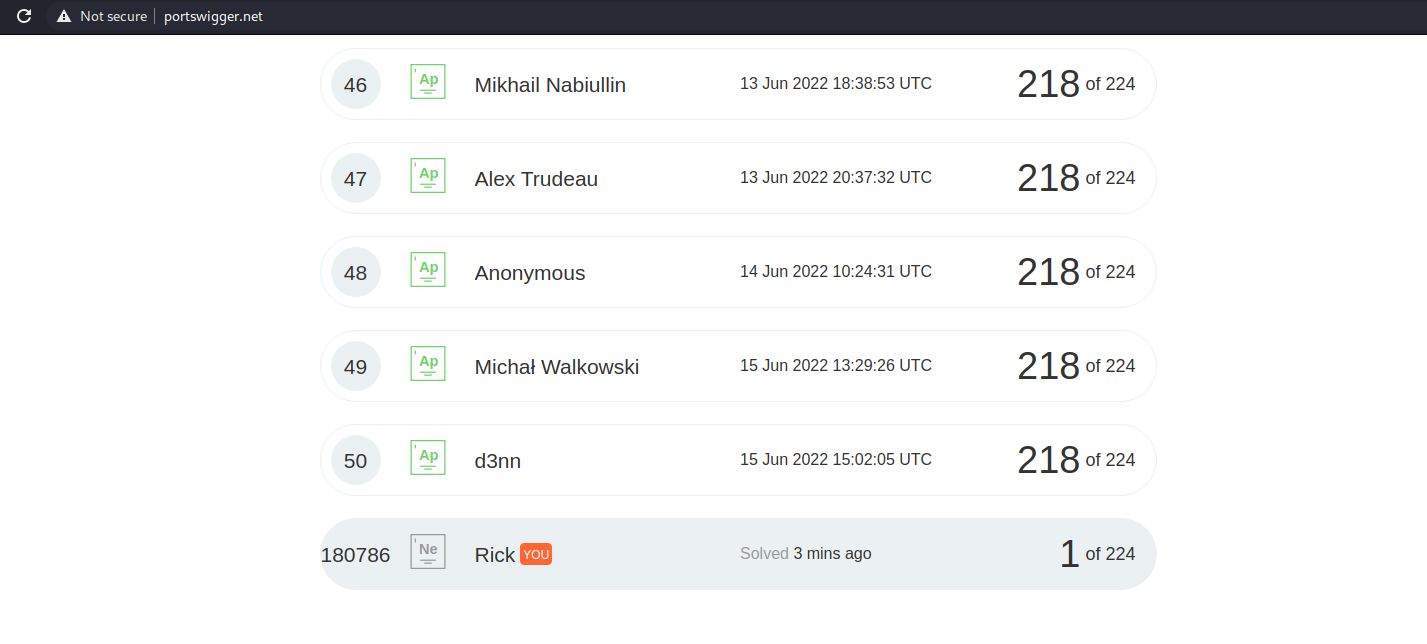 Not secure portswigger.net
46 Ap Mikhail Nabiullin 13 Jun 2022 18:38:53 UTC 218 of 224
47 Ap Alex Trudeau 13 Jun 2022 20:37:32 UTC 218 of 224
48 Ap Anonymous 14 Jun 2022 10:24:31 UTC 218 of 224
49 Ap Michał Walkowski 15 Jun 2022 13:29:26 UTC 218 of 224
50 Ap d3nn 15 Jun 2022 15:02:05 UTC 218 of 224
180786 Ne Rick YOU Solved 3 mins ago 1 of 224